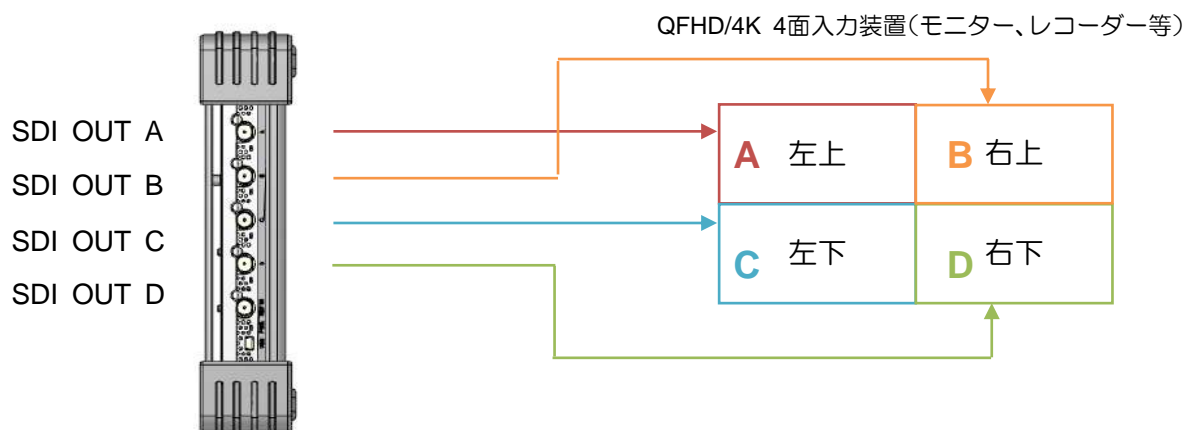 QFHD/4K 4面入力装置(モニター、レコーダー等)
SDI OUT A
SDI OUT B
SDI OUT C
SDI OUT D
A 左上
B 右上
C 左下
D 右下